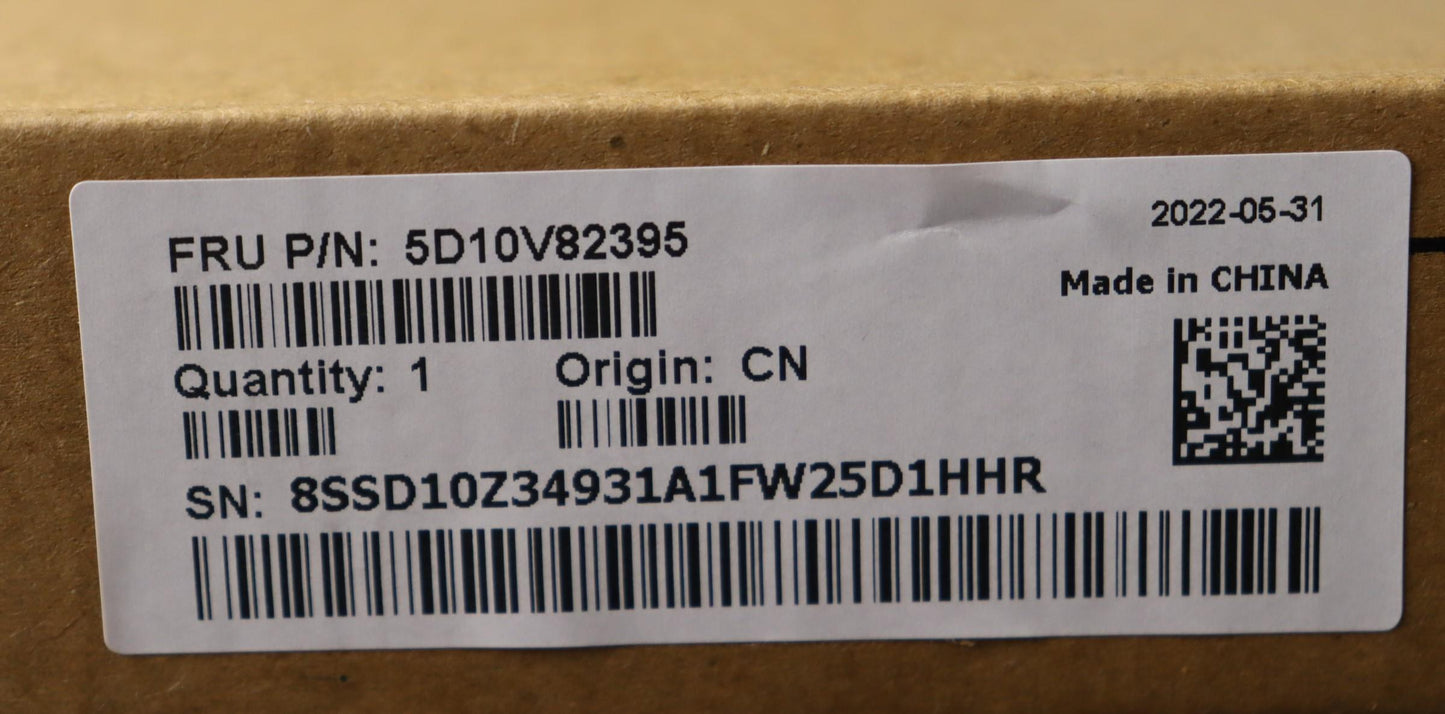 2022-05-31
FRU P/N: 5D10V82395
Made in CHINA
Quantity: 1 Origin: CN
SN: 8SSD10Z34931A1FW25D1HHR